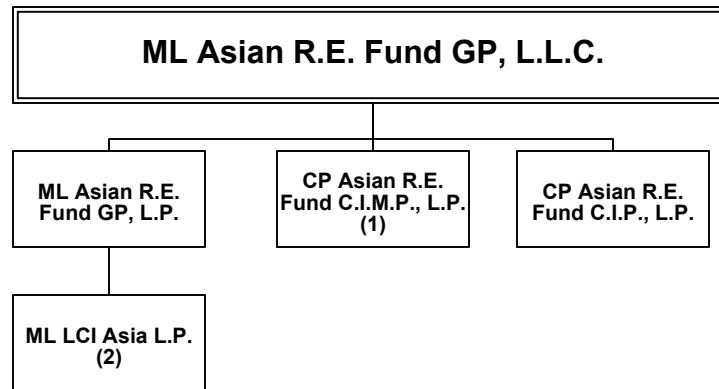 ML Asian R.E. Fund GP, L.L.C.
ML Asian R.E.
Fund GP, L.P.
CP Asian R.E.
Fund C.I.M.P., L.P.
(1)
CP Asian R.E.
Fund C.I.P., L.P.
ML LCI Asia L.P.
(2)